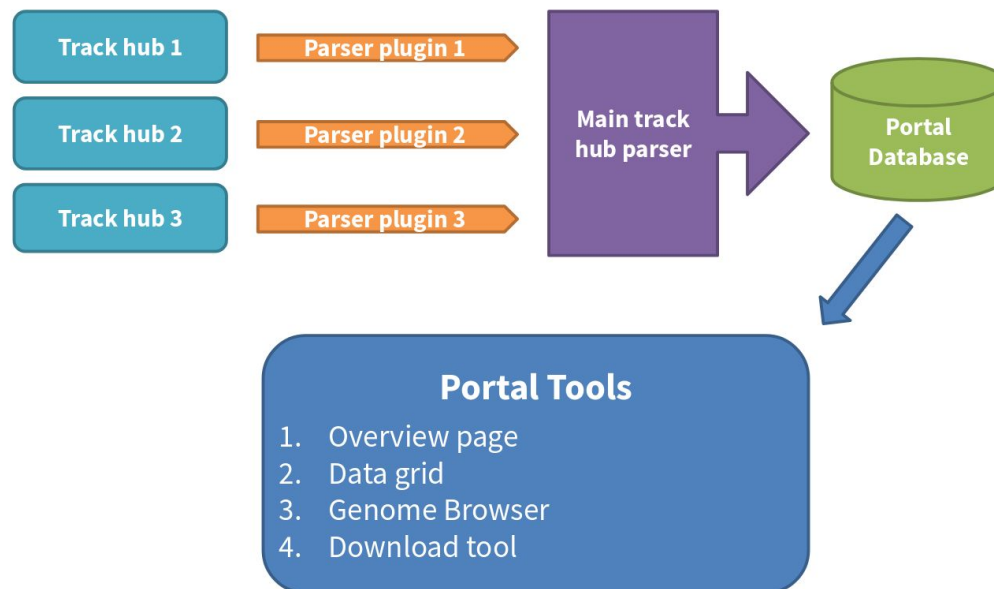 Track hub 1
Parser plugin 1
Track hub 2
Parser plugin 2
Track hub 3
Parser plugin 3
Main track
hub parser
Portal
Database
Portal Tools
1. Overview page
2. Data grid
3. Genome Browser
4. Download tool